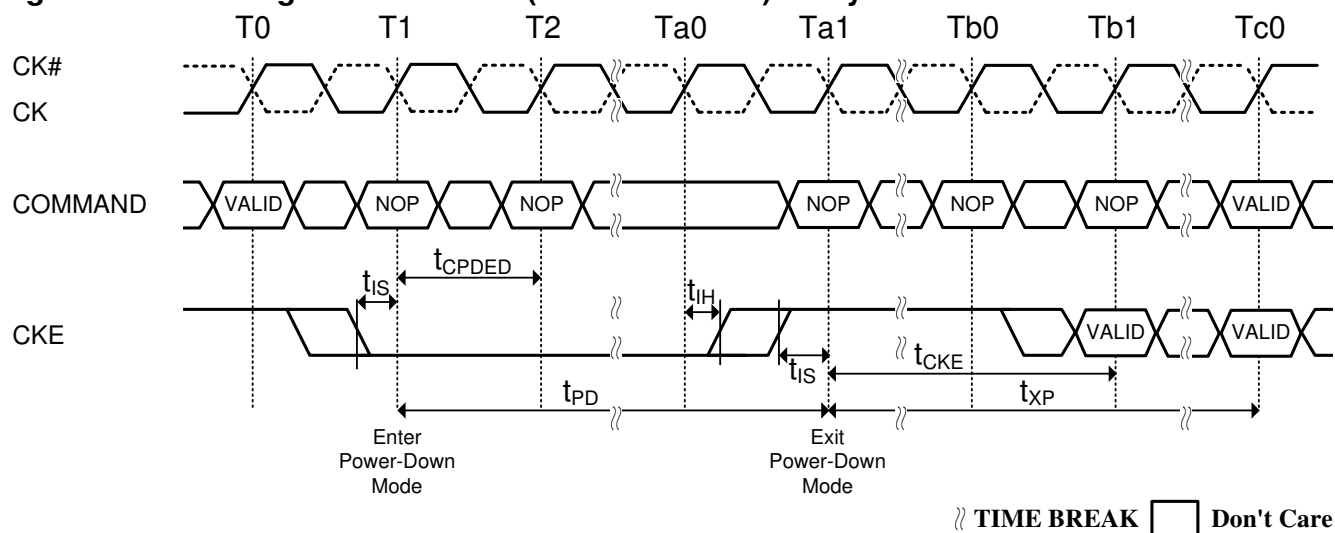 T0 T1 T2 Ta0 Ta1 Tb0 Tb1 Tc0
CK#
CK
COMMAND VALID NOP NOP NOP NOP NOP VALID
tCPDED
tIS tIH
CKE VALID VALID
tIS tCKE
tPD tXP
Enter Power-Down Mode
Exit Power-Down Mode
TIME BREAK Don't Care